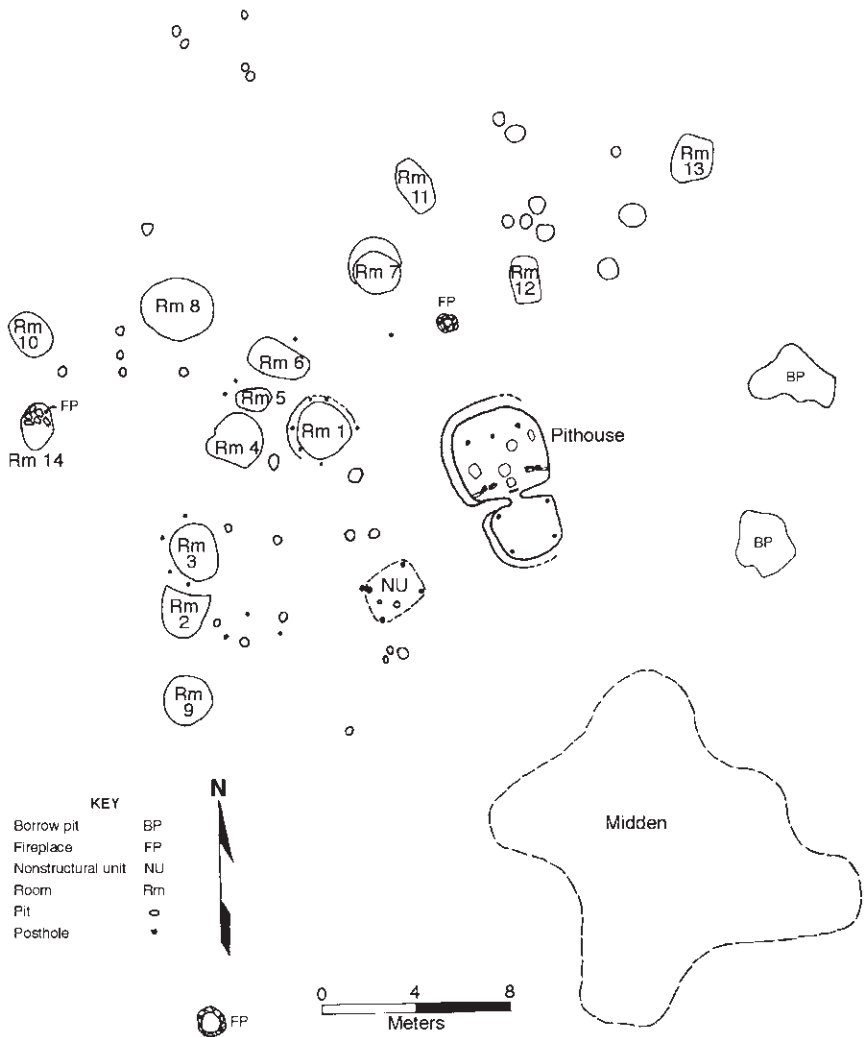 Rm
13
Rm
11
Rm 7
Rm
12
FP
Rm 8
Rm
10
Rm 6
BP
FP
Rm 5
Rm 1
Rm 4
Pithouse
Rm 14
Rm
3
BP
NU
Rm
2
Rm
9
N
KEY
Borrow pit BP
Fireplace FP
Nonstructural unit NU
Room Rm
Pit
Posthole
Midden
0 4 8
Meters
FP